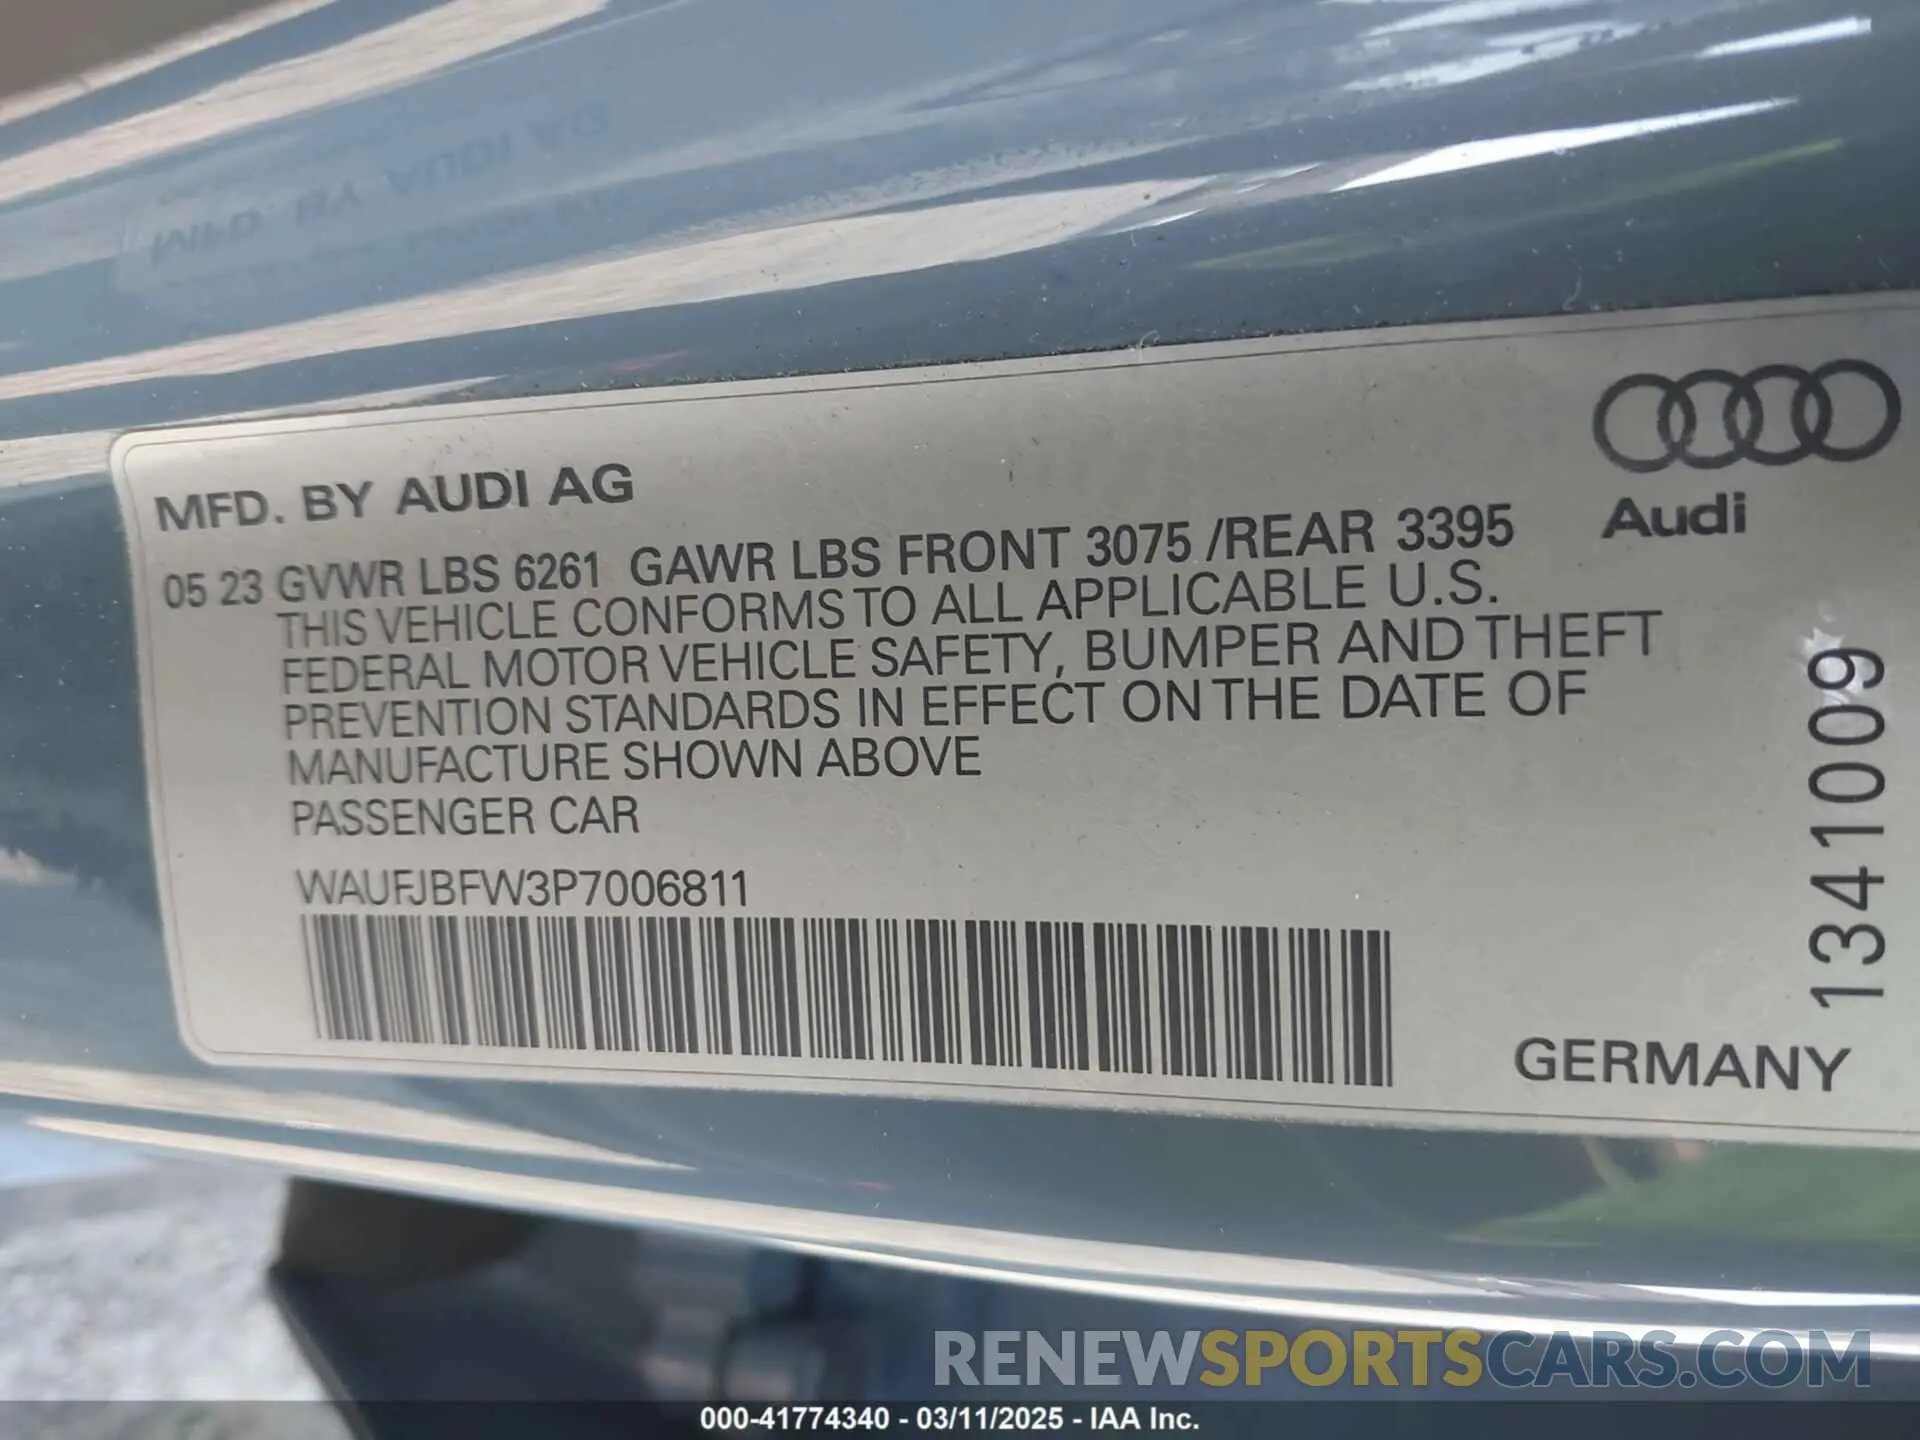 MFD. BY AUDI AG
Audi
05 23 GVWR LBS 6261 GAWR LBS FRONT 3075 /REAR 3395
THIS VEHICLE CONFORMS TO ALL APPLICABLE U.S.
FEDERAL MOTOR VEHICLE SAFETY, BUMPER AND THEFT
PREVENTION STANDARDS IN EFFECT ON THE DATE OF
MANUFACTURE SHOWN ABOVE
PASSENGER CAR
WAUFJBFW3P7006811
1341009
GERMANY
RENEWSPORTSCARS.COM
000-41774340 - 03/11/2025 - IAA Inc.